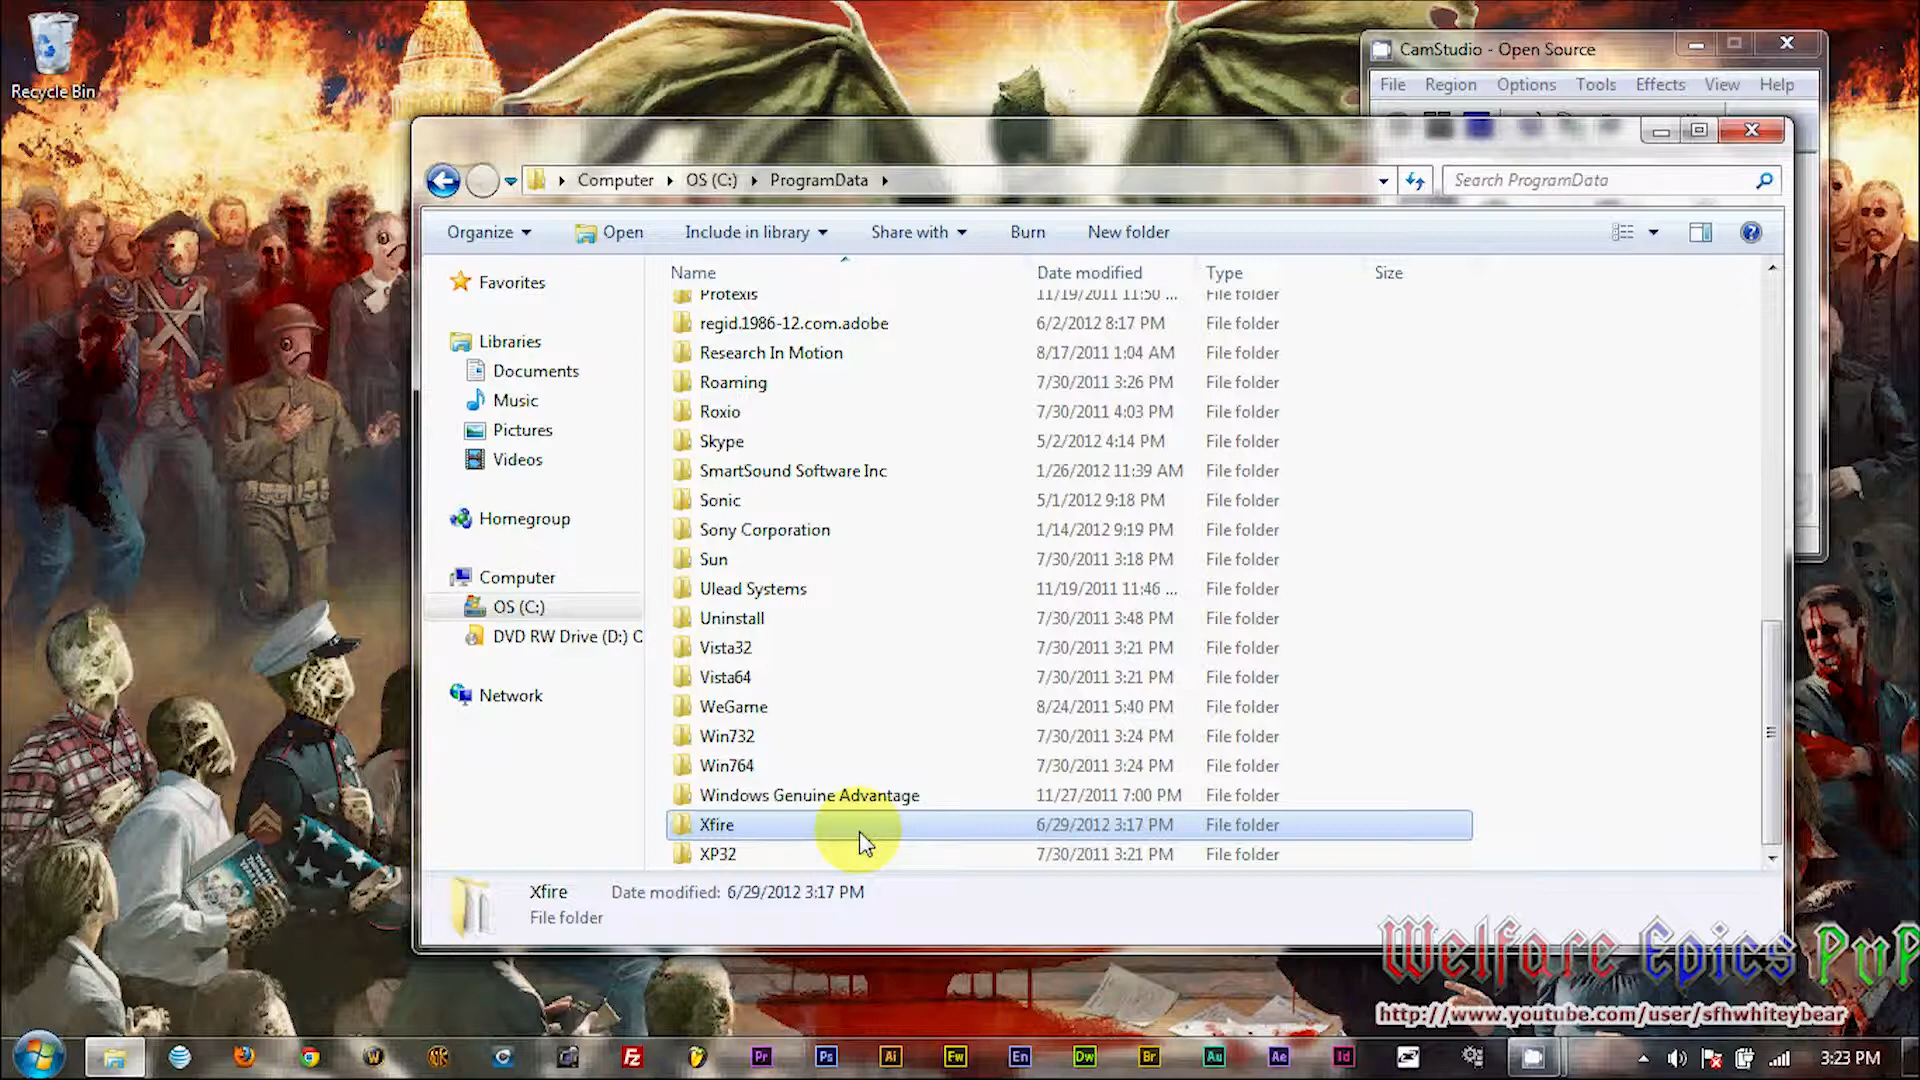 Recycle Bin
CamStudio - Open Source
File Region Options Tools Effects View Help
Computer OS (C:) ProgramData
Search ProgramData
Organize Open Include in library Share with Burn New folder
Name Date modified Type Size
Favorites
Libraries
Documents
Music
Pictures
Videos
Homegroup
Computer
OS (C:)
DVD RW Drive (D:) C
Network
Protexis 11/19/2011 11:50 ... File folder
regid.1986-12.com.adobe 6/2/2012 8:17 PM File folder
Research In Motion 8/17/2011 1:04 AM File folder
Roaming 7/30/2011 3:26 PM File folder
Roxio 7/30/2011 4:03 PM File folder
Skype 5/2/2012 4:14 PM File folder
SmartSound Software Inc 1/26/2012 11:39 AM File folder
Sonic 5/1/2012 9:18 PM File folder
Sony Corporation 1/14/2012 9:19 PM File folder
Sun 7/30/2011 3:18 PM File folder
Ulead Systems 11/19/2011 11:46 ... File folder
Uninstall 7/30/2011 3:48 PM File folder
Vista32 7/30/2011 3:21 PM File folder
Vista64 7/30/2011 3:21 PM File folder
WeGame 8/24/2011 5:40 PM File folder
Win732 7/30/2011 3:24 PM File folder
Win764 7/30/2011 3:24 PM File folder
Windows Genuine Advantage 11/27/2011 7:00 PM File folder
Xfire 6/29/2012 3:17 PM File folder
XP32 7/30/2011 3:21 PM File folder
Xfire Date modified: 6/29/2012 3:17 PM
File folder
Welfare Epics PvP
http://www.youtube.com/user/sfhwhiteybear
Pr Ps Ai Fw En Dw Br Au Ae Id
3:23 PM